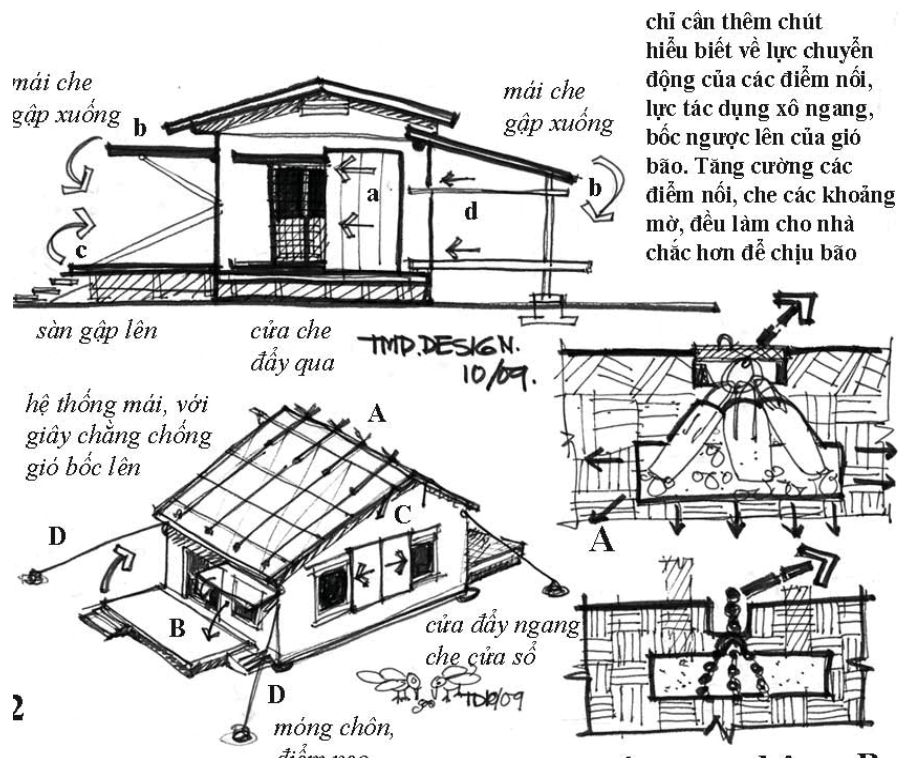 chỉ cần thêm chút
hiểu biết về lực chuyển
động của các điểm nối,
lực tác dụng xô ngang,
bốc ngược lên của gió
bão. Tăng cường các
điểm nối, che các khoảng
mở, đều làm cho nhà
chắc hơn để chịu bão
mái che
gập xuống
b
mái che
gập xuống
a
b
d
c
sàn gập lên
cửa che
đẩy qua
TMD.DESIGN.
10/09.
hệ thống mái, với
giây chằng chống
gió bốc lên
A
C
D
B
A
cửa đẩy ngang
che cửa sổ
D
móng chôn,
2